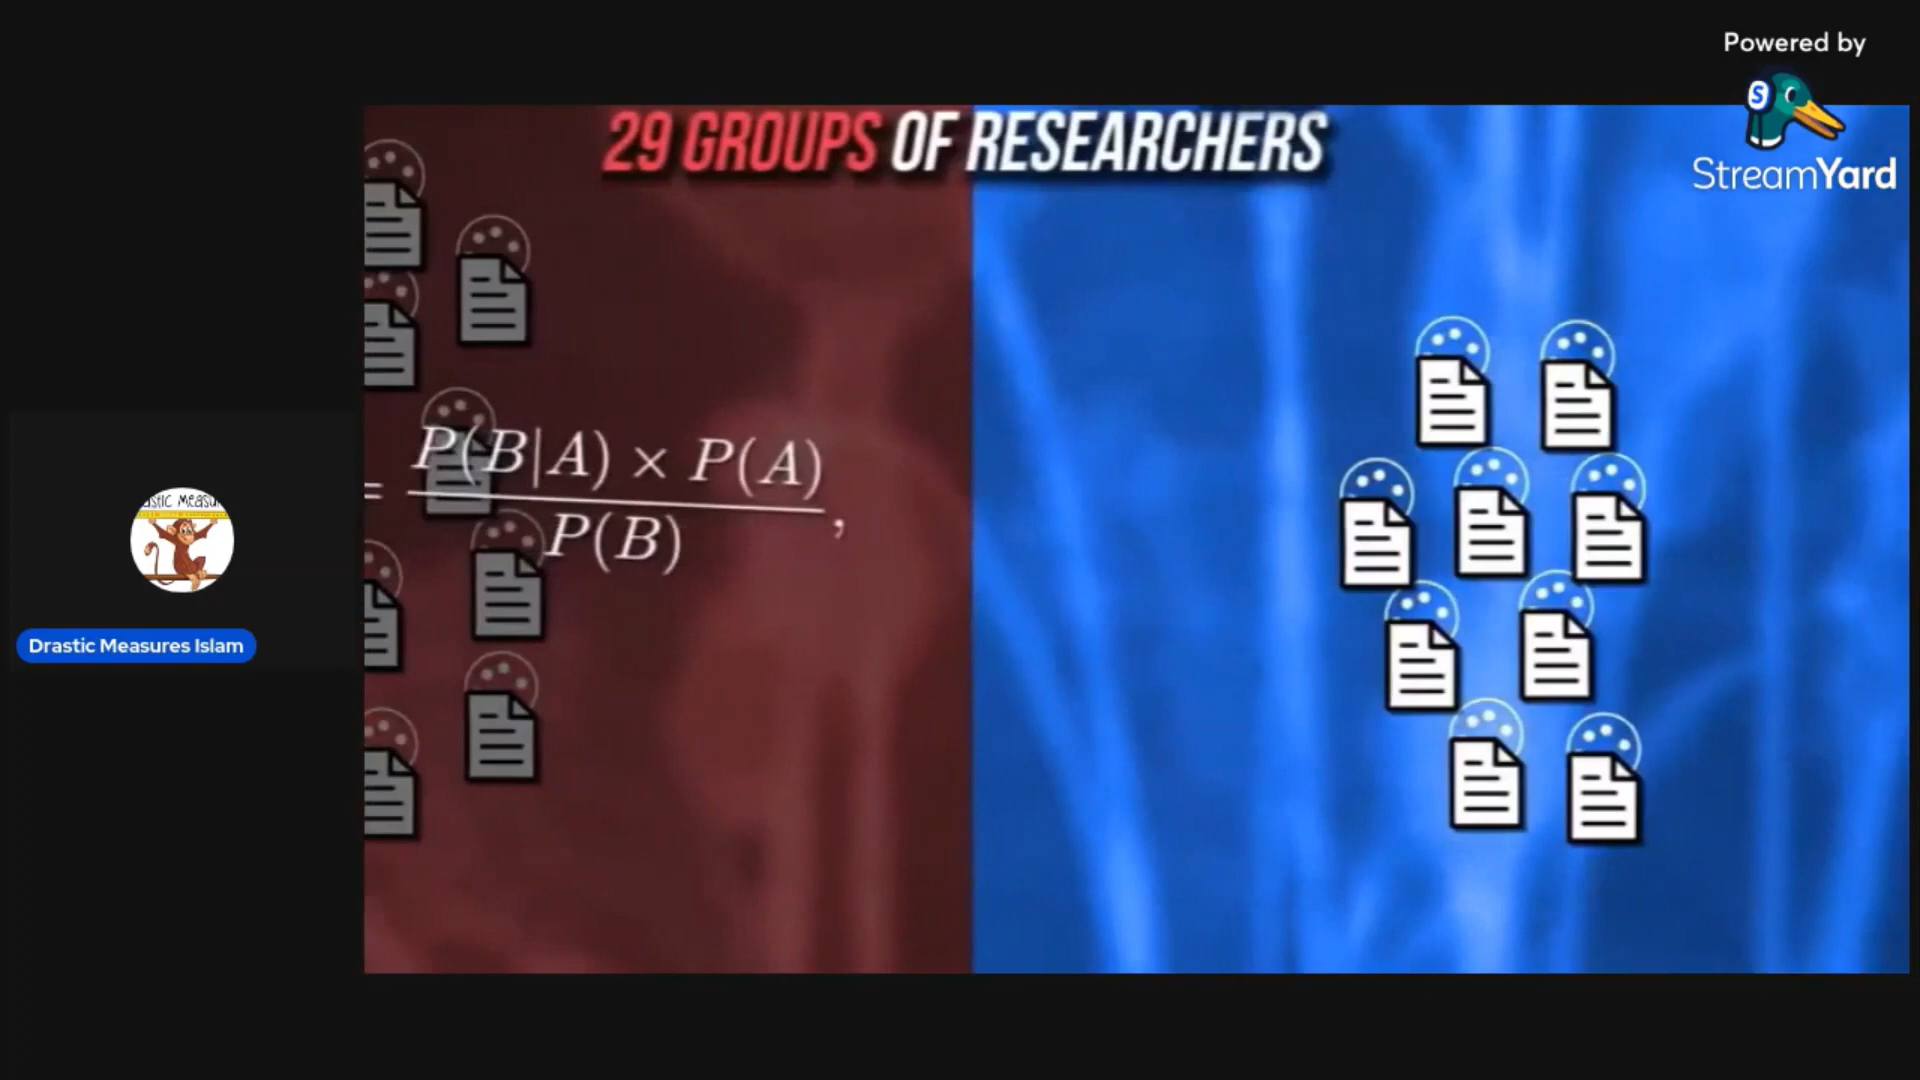 Powered by
StreamYard
29 GROUPS OF RESEARCHERS
= P(B|A) × P(A)
P(B) ,
Drastic Measures Islam